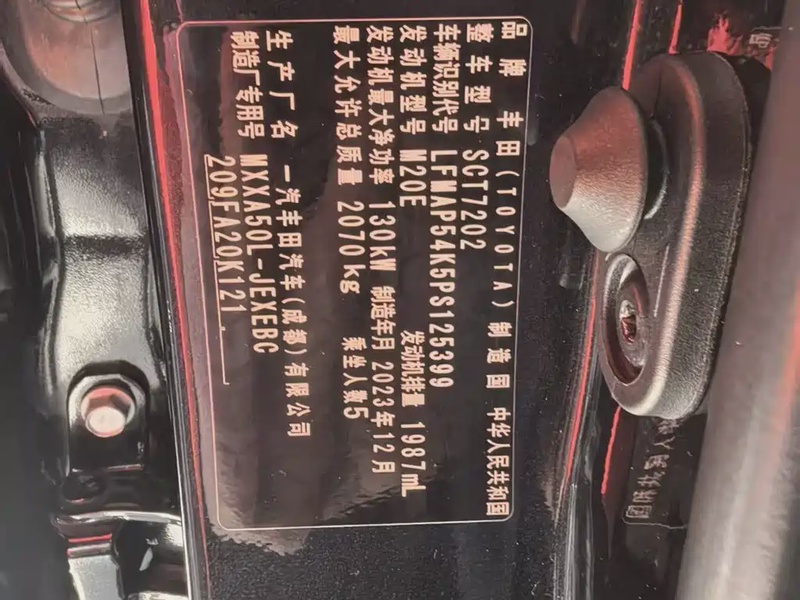 品牌 丰田(TOYOTA) 制造国 中华人民共和国
整车型号 SCT7202
车辆识别代号 LFMAP54K5PS125399
发动机型号 M20E 发动机排量 1987mL
发动机最大净功率 130kW 制造年月 2023年12月
最大允许总质量 2070kg 乘坐人数5
生产厂名 一汽丰田汽车(成都)有限公司
制造厂专用号 MXXA50L-JEXEBC
209FA20K121